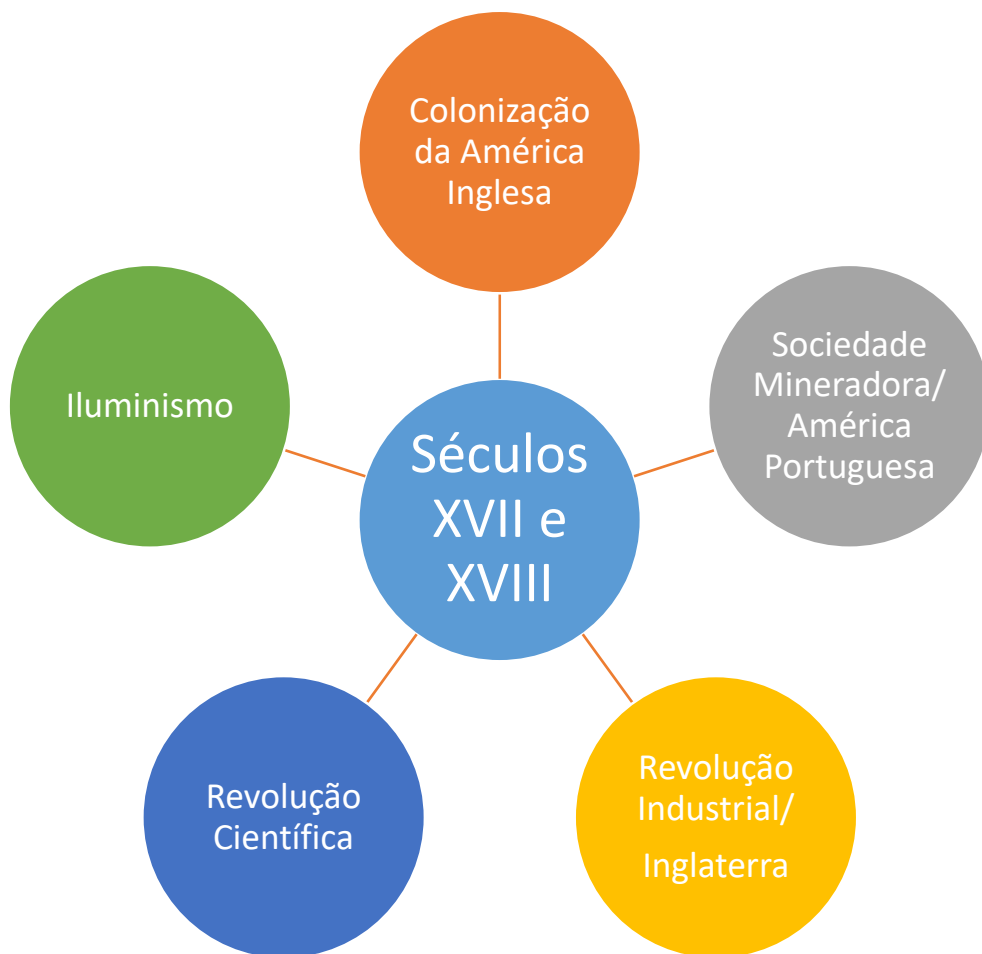 Colonização
da América
Inglesa
Sociedade
Mineradora/
América
Portuguesa
Iluminismo
Séculos
XVII e
XVIII
Revolução
Científica
Revolução
Industrial/
Inglaterra